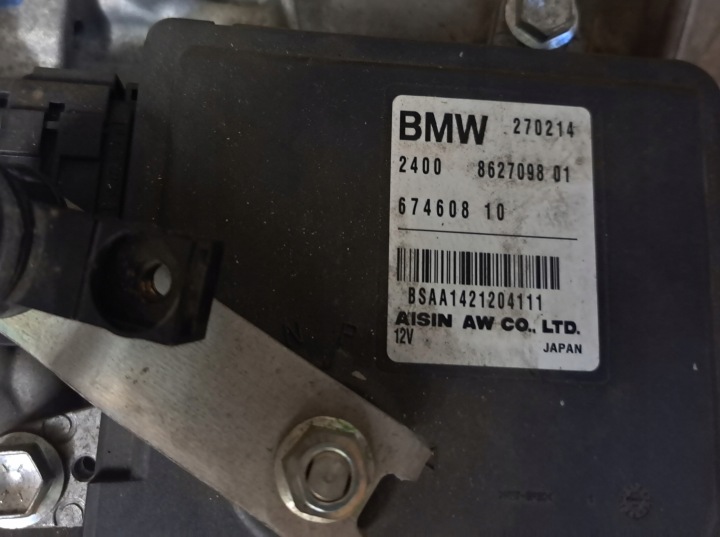 BMW 270214
2400 8627098 01
674608 10
BSAA1421204111
AISIN AW CO., LTD.
12V JAPAN
N P